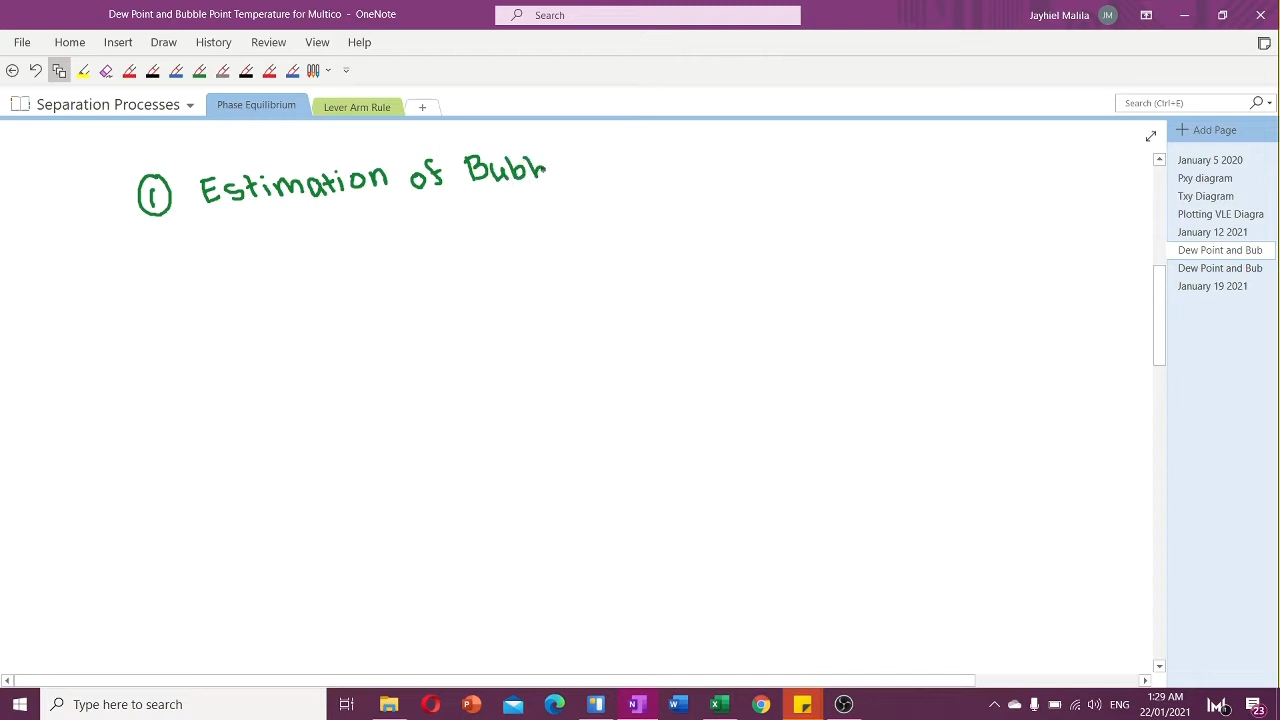 Dew Point and Bubble Point Temperature for Multico - OneNote
Search
Jayhiel Malila
JM
File Home Insert Draw History Review View Help
Separation Processes
Phase Equilibrium
Lever Arm Rule
Search (Ctrl+E)
Add Page
January 5 2020
Pxy diagram
Txy Diagram
Plotting VLE Diagra
January 12 2021
Dew Point and Bub
Dew Point and Bub
January 19 2021
① Estimation of Bubb
Type here to search
ENG
1:29 AM
22/01/2021
23